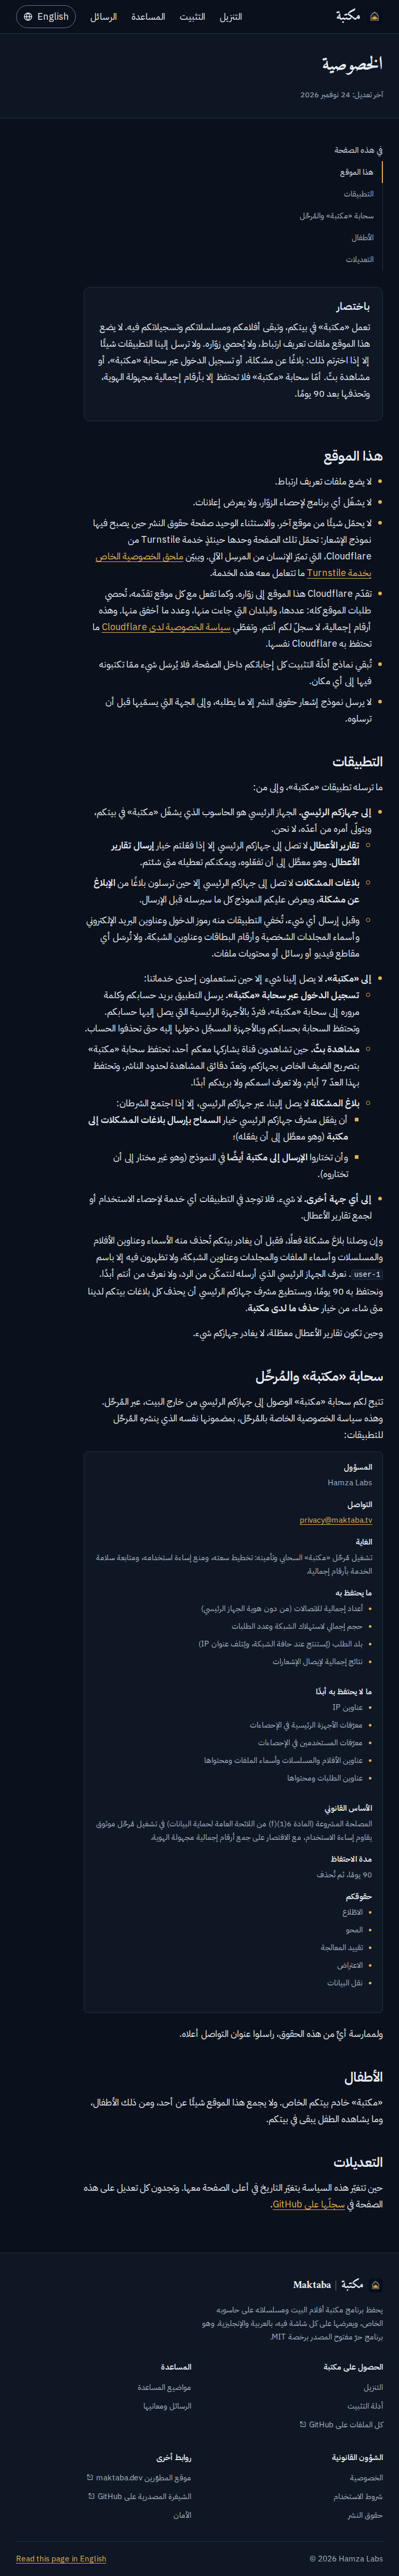 مكتبة
التنزيل
التثبيت
المساعدة
الرسائل
English
الخصوصية
آخر تعديل: 24 نوفمبر 2026
في هذه الصفحة
هذا الموقع
التطبيقات
سحابة «مكتبة» والمُرحِّل
الأطفال
التعديلات
باختصار
تعمل «مكتبة» في بيتكم، وتبقى أفلامكم ومسلسلاتكم وتسجيلاتكم فيه. لا يضع
هذا الموقع ملفات تعريف ارتباط، ولا يُحصي زوّاره. ولا ترسل إلينا التطبيقات شيئًا
إلا إذا اخترتم ذلك: بلاغًا عن مشكلة، أو تسجيل الدخول عبر سحابة «مكتبة»، أو
مشاهدة بثّ. أمّا سحابة «مكتبة» فلا تحتفظ إلا بأرقام إجمالية مجهولة الهوية،
وتحذفها بعد 90 يومًا.
هذا الموقع
لا يضع ملفات تعريف ارتباط.
لا يشغّل أي برنامج لإحصاء الزوّار، ولا يعرض إعلانات.
لا يحمّل شيئًا من موقع آخر. والاستثناء الوحيد صفحة حقوق النشر حين يصبح فيها
نموذج الإشعار: تحمّل تلك الصفحة وحدها حينئذٍ خدمة Turnstile من
Cloudflare، التي تميّز الإنسان من المرسِل الآلي. ويبيّن ملحق الخصوصية الخاص
بخدمة Turnstile ما تتعامل معه هذه الخدمة.
تقدّم Cloudflare هذا الموقع إلى زوّاره. وكما تفعل مع كل موقع تقدّمه، تُحصي
طلبات الموقع كله: عددها، والبلدان التي جاءت منها، وعدد ما أخفق منها. وهذه
أرقام إجمالية، لا سجلّ لكم أنتم. وتغطّي سياسة الخصوصية لدى Cloudflare ما
تحتفظ به Cloudflare نفسها.
تُبقي نماذج أدلّة التثبيت كل إجاباتكم داخل الصفحة، فلا يُرسَل شيء ممّا تكتبونه
فيها إلى أي مكان.
لا يرسل نموذج إشعار حقوق النشر إلا ما يطلبه، وإلى الجهة التي يسمّيها قبل أن
ترسلوه.
التطبيقات
ما ترسله تطبيقات «مكتبة»، وإلى من:
إلى جهازكم الرئيسي. الجهاز الرئيسي هو الحاسوب الذي يشغّل «مكتبة» في بيتكم،
ويتولّى أمره من أعدّه، لا نحن.
تقارير الأعطال لا تصل إلى جهازكم الرئيسي إلا إذا فعّلتم خيار إرسال تقارير
الأعطال. وهو معطَّل إلى أن تفعّلوه، ويمكنكم تعطيله متى شئتم.
بلاغات المشكلات لا تصل إلى جهازكم الرئيسي إلا حين ترسلون بلاغًا من الإبلاغ
عن مشكلة، ويعرض عليكم النموذج كل ما سيرسله قبل الإرسال.
وقبل إرسال أي شيء، تُخفي التطبيقات منه رموز الدخول وعناوين البريد الإلكتروني
وأسماء المجلدات الشخصية وأرقام البطاقات وعناوين الشبكة. ولا تُرسَل أي
مقاطع فيديو أو رسائل أو محتويات ملفات.
إلى «مكتبة». لا يصل إلينا شيء إلا حين تستعملون إحدى خدماتنا:
تسجيل الدخول عبر سحابة «مكتبة». يرسل التطبيق بريد حسابكم وكلمة
مروره إلى سحابة «مكتبة»، فتردّ بالأجهزة الرئيسية التي يصل إليها حسابكم.
وتحتفظ السحابة بحسابكم وبالأجهزة المسجَّل دخولها إليه حتى تحذفوا الحساب.
مشاهدة بثّ. حين تشاهدون قناة يشاركها معكم أحد، تحتفظ سحابة «مكتبة»
بتصريح الضيف الخاص بجهازكم، وتعدّ دقائق المشاهدة لحدود الناشر. وتحتفظ
بهذا العدّ 7 أيام، ولا تعرف اسمكم ولا بريدكم أبدًا.
بلاغ المشكلة لا يصل إلينا، عبر جهازكم الرئيسي، إلا إذا اجتمع الشرطان:
أن يفعّل مشرف جهازكم الرئيسي خيار السماح بإرسال بلاغات المشكلات إلى
مكتبة (وهو معطَّل إلى أن يفعّله)؛
وأن تختاروا الإرسال إلى مكتبة أيضًا في النموذج (وهو غير مختار إلى أن
تختاروه).
إلى أي جهة أخرى. لا شيء. فلا توجد في التطبيقات أي خدمة لإحصاء الاستخدام أو
لجمع تقارير الأعطال.
وإن وصلنا بلاغ مشكلة فعلًا، فقبل أن يغادر بيتكم تُحذف منه الأسماء وعناوين الأفلام
والمسلسلات وأسماء الملفات والمجلدات وعناوين الشبكة، ولا تظهرون فيه إلا باسم
user-1. نعرف الجهاز الرئيسي الذي أرسله لنتمكّن من الرد، ولا نعرف من أنتم أبدًا.
ونحتفظ به 90 يومًا، ويستطيع مشرف جهازكم الرئيسي أن يحذف كل بلاغات بيتكم لدينا
متى شاء، من خيار حذف ما لدى مكتبة.
وحين تكون تقارير الأعطال معطّلة، لا يغادر جهازكم شيء.
سحابة «مكتبة» والمُرحِّل
تتيح لكم سحابة «مكتبة» الوصول إلى جهازكم الرئيسي من خارج البيت، عبر المُرحِّل.
وهذه سياسة الخصوصية الخاصة بالمُرحِّل، بمضمونها نفسه الذي ينشره المُرحِّل
للتطبيقات:
المسؤول
Hamza Labs
التواصل
privacy@maktaba.tv
الغاية
تشغيل مُرحِّل «مكتبة» السحابي وتأمينه: تخطيط سعته، ومنع إساءة استخدامه، ومتابعة سلامة
الخدمة بأرقام إجمالية.
ما يحتفظ به
أعداد إجمالية للاتصالات (من دون هوية الجهاز الرئيسي)
حجم إجمالي لاستهلاك الشبكة وعدد الطلبات
بلد الطلب (يُستنتج عند حافة الشبكة، ويُتلف عنوان IP)
نتائج إجمالية لإيصال الإشعارات
ما لا يحتفظ به أبدًا
عناوين IP
معرّفات الأجهزة الرئيسية في الإحصاءات
معرّفات المستخدمين في الإحصاءات
عناوين الأفلام والمسلسلات وأسماء الملفات ومحتواها
عناوين الطلبات ومحتواها
الأساس القانوني
المصلحة المشروعة (المادة 6(1)(f) من اللائحة العامة لحماية البيانات) في تشغيل مُرحِّل موثوق
يقاوم إساءة الاستخدام، مع الاقتصار على جمع أرقام إجمالية مجهولة الهوية.
مدة الاحتفاظ
90 يومًا، ثم تُحذف
حقوقكم
الاطّلاع
المحو
تقييد المعالجة
الاعتراض
نقل البيانات
ولممارسة أيٍّ من هذه الحقوق، راسلوا عنوان التواصل أعلاه.
الأطفال
«مكتبة» خادم بيتكم الخاص. ولا يجمع هذا الموقع شيئًا عن أحد، ومن ذلك الأطفال،
وما يشاهده الطفل يبقى في بيتكم.
التعديلات
حين تتغيّر هذه السياسة يتغيّر التاريخ في أعلى الصفحة معها. وتجدون كل تعديل على هذه
الصفحة في سجلّها على GitHub.
مكتبة | Maktaba
يحفظ برنامج مكتبة أفلام البيت ومسلسلاته على حاسوبه
الخاص، ويعرضها على كل شاشة فيه، بالعربية والإنجليزية. وهو
برنامج حرّ مفتوح المصدر برخصة MIT.
الحصول على مكتبة
التنزيل
أدلة التثبيت
كل الملفات على GitHub
المساعدة
مواضيع المساعدة
الرسائل ومعانيها
الشؤون القانونية
الخصوصية
شروط الاستخدام
حقوق النشر
روابط أخرى
موقع المطوّرين maktaba.dev
الشيفرة المصدرية على GitHub
الأمان
© 2026 Hamza Labs
Read this page in English